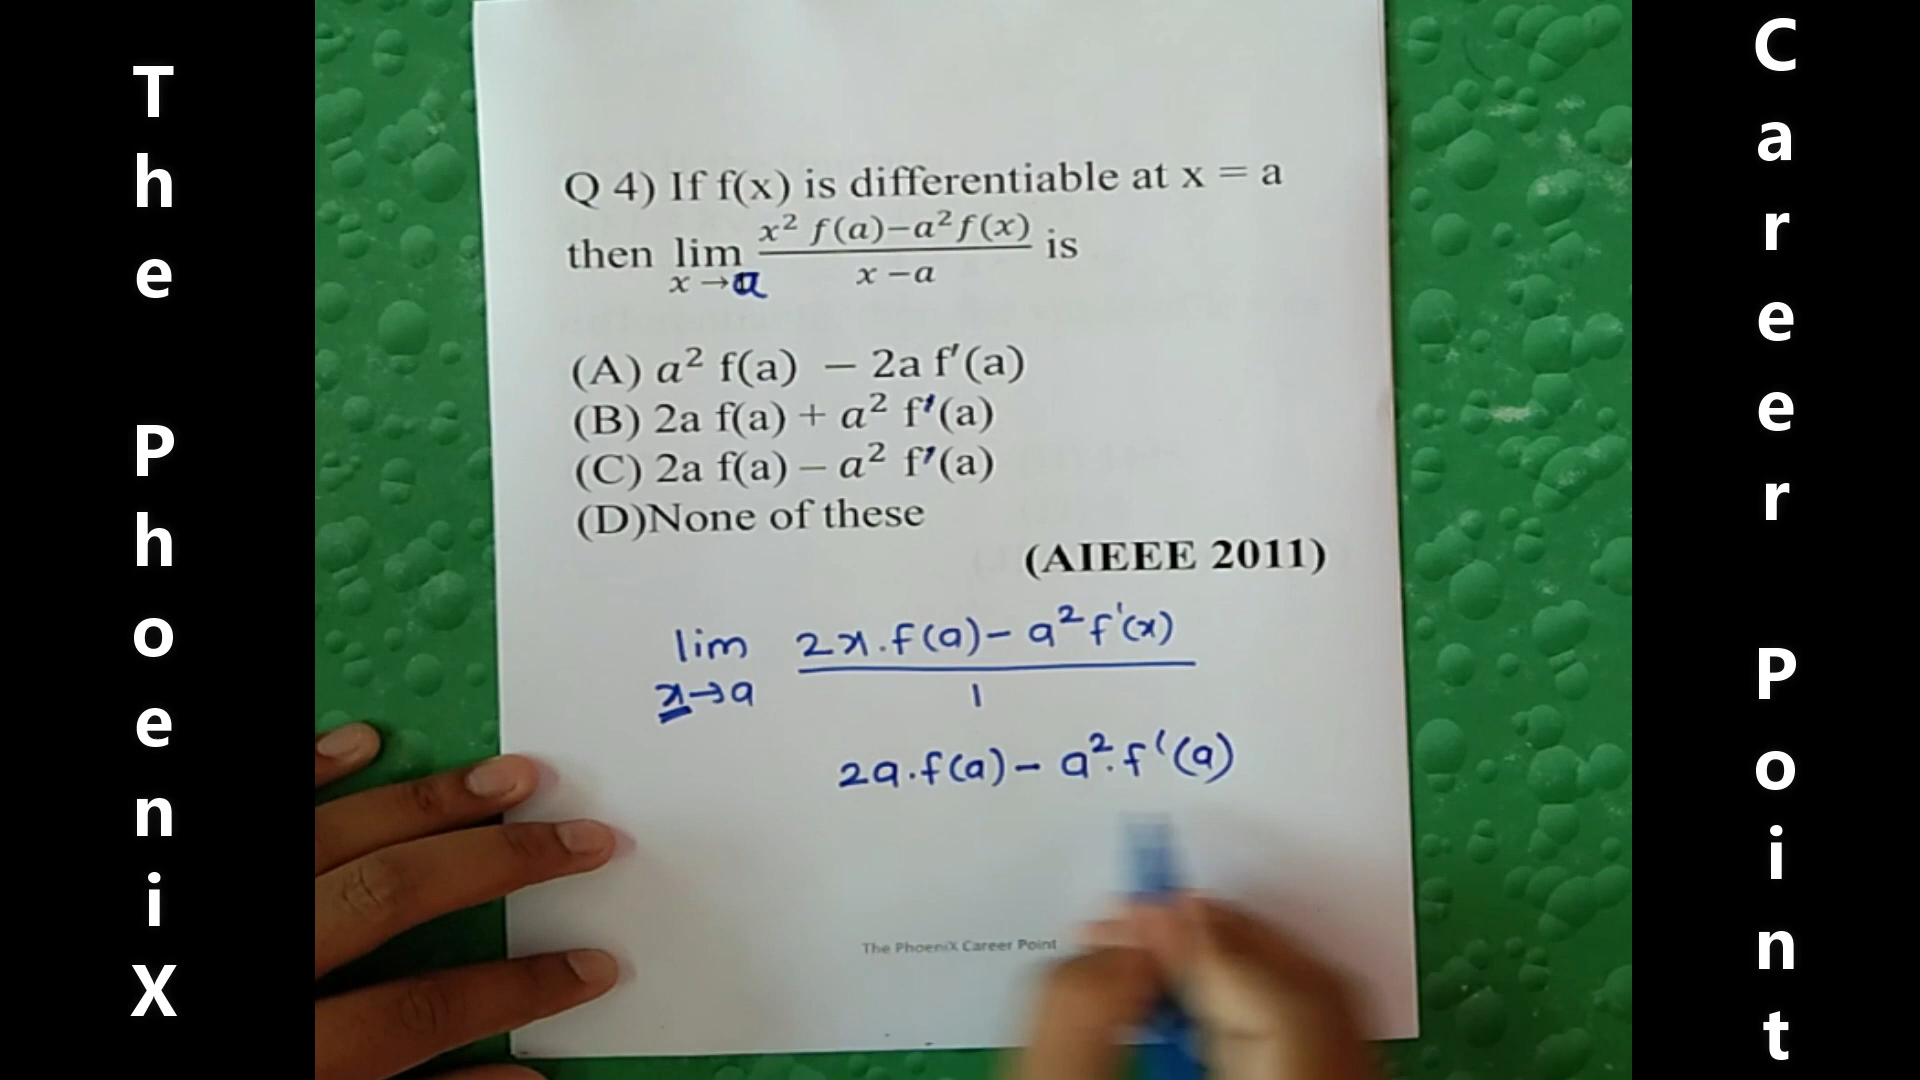 The PhoeniX
Q 4) If f(x) is differentiable at x = a
then lim x → a x² f(a)−a² f(x) / x − a is
(A) a² f(a) − 2a f′(a)
(B) 2a f(a) + a² f'(a)
(C) 2a f(a) − a² f'(a)
(D)None of these
(AIEEE 2011)
lim x→a 2x.f(a) − a² f'(x) / 1
2a.f(a) − a².f'(a)
The PhoeniX Career Point
Career Point